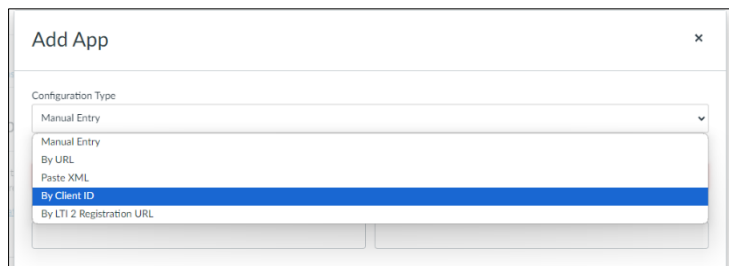 Add App
×
Configuration Type
Manual Entry
Manual Entry
By URL
Paste XML
By Client ID
By LTI 2 Registration URL